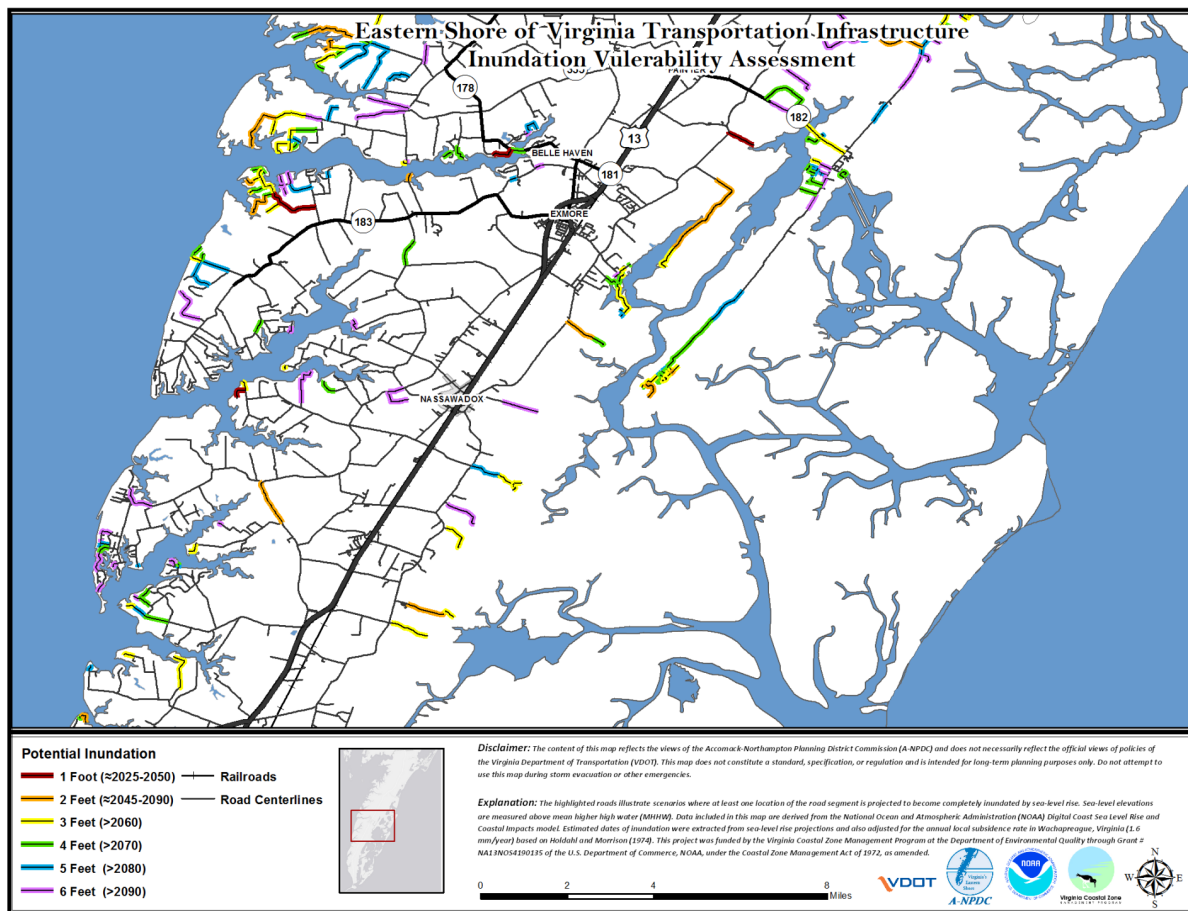 Eastern Shore of Virginia Transportation Infrastructure
Inundation Vulerability Assessment
PAINTER
178
182
13
BELLE HAVEN
181
EXMORE
183
NASSAWADOX
Potential Inundation
1 Foot (≈2025-2050)
2 Feet (≈2045-2090)
3 Feet (>2060)
4 Feet (>2070)
5 Feet (>2080)
6 Feet (>2090)
Railroads
Road Centerlines
Disclaimer: The content of this map reflects the views of the Accomack-Northampton Planning District Commission (A-NPDC) and does not necessarily reflect the official views of policies of
the Virginia Department of Transportation (VDOT). This map does not constitute a standard, specification, or regulation and is intended for long-term planning purposes only. Do not attempt to
use this map during storm evacuation or other emergencies.
Explanation: The highlighted roads illustrate scenarios where at least one location of the road segment is projected to become completely inundated by sea-level rise. Sea-level elevations
are measured above mean higher high water (MHHW). Data included in this map are derived from the National Ocean and Atmospheric Administration (NOAA) Digital Coast Sea Level Rise and
Coastal Impacts model. Estimated dates of inundation were extracted from sea-level rise projections and also adjusted for the annual local subsidence rate in Wachapreague, Virginia (1.6
mm/year) based on Holdahl and Morrison (1974). This project was funded by the Virginia Coastal Zone Management Program at the Department of Environmental Quality through Grant #
NA13NOS4190135 of the U.S. Department of Commerce, NOAA, under the Coastal Zone Management Act of 1972, as amended.
0 2 4 8
Miles
VDOT
Virginia's
Eastern
Shore
A-NPDC
NOAA
Virginia Coastal Zone
MANAGEMENT PROGRAM
N
W E
S